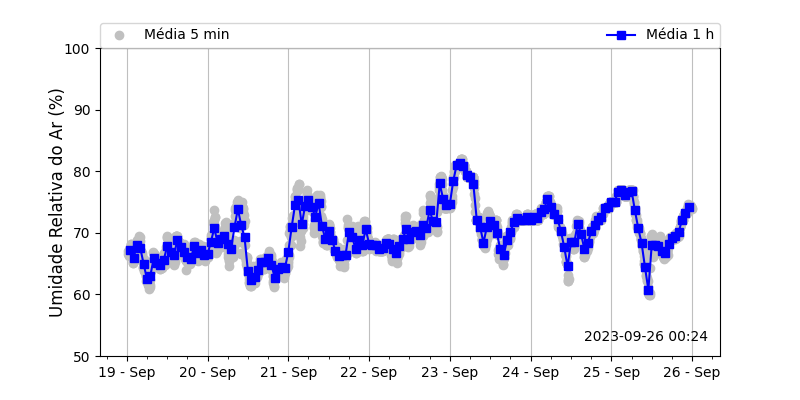 Média 5 min
Média 1 h
100
90
80
70
60
50
Umidade Relativa do Ar (%)
2023-09-26 00:24
19 - Sep
20 - Sep
21 - Sep
22 - Sep
23 - Sep
24 - Sep
25 - Sep
26 - Sep